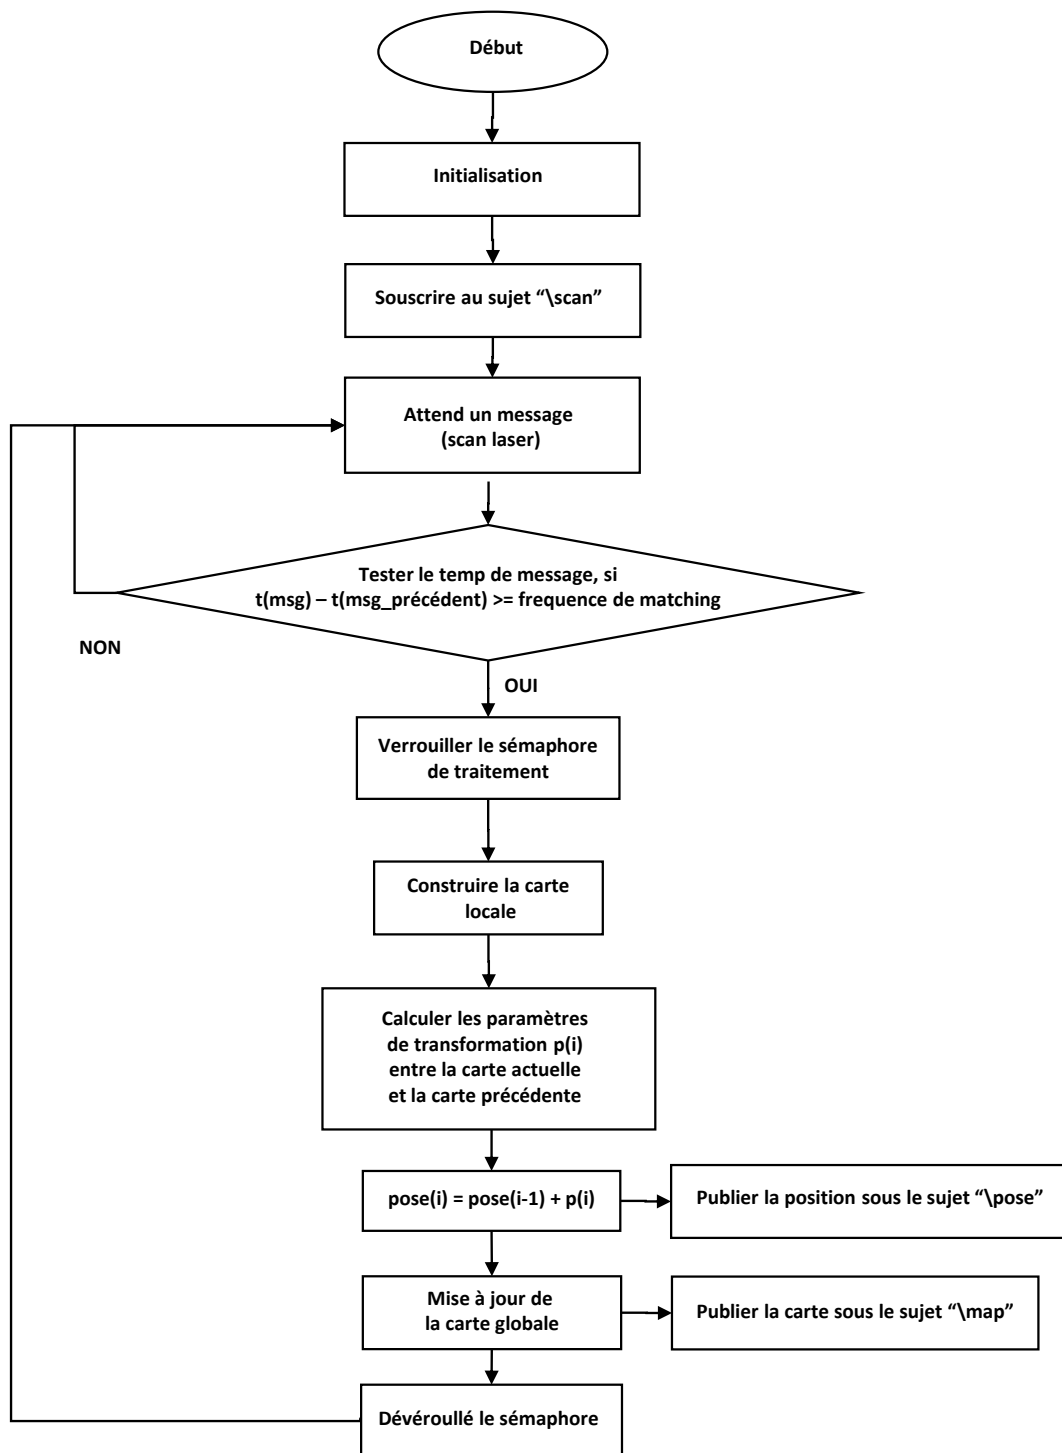 Début
Initialisation
Souscrire au sujet “\scan”
Attend un message
(scan laser)
Tester le temp de message, si
t(msg) – t(msg_précédent) >= frequence de matching
NON
OUI
Verrouiller le sémaphore
de traitement
Construire la carte
locale
Calculer les paramètres
de transformation p(i)
entre la carte actuelle
et la carte précédente
pose(i) = pose(i-1) + p(i)
Publier la position sous le sujet “\pose”
Mise à jour de
la carte globale
Publier la carte sous le sujet “\map”
Dévéroullé le sémaphore